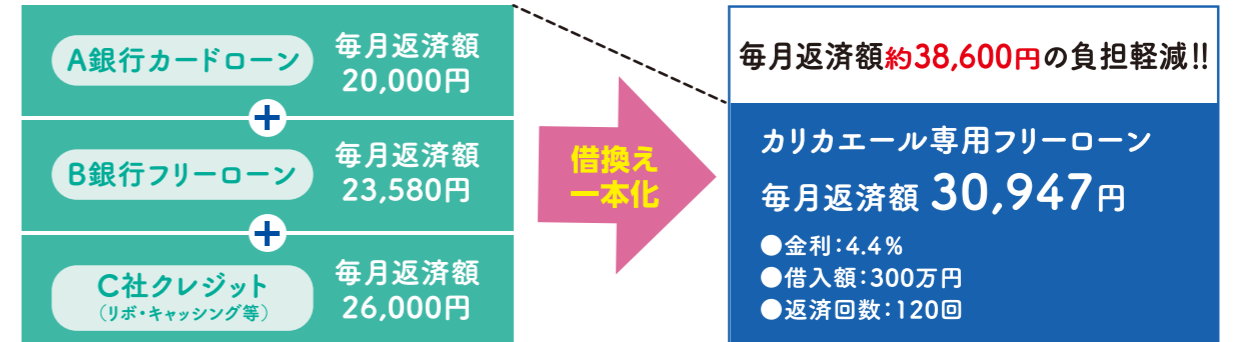 A銀行カードローン
毎月返済額
20,000円
+
B銀行フリーローン
毎月返済額
23,580円
+
C社クレジット
(リボ・キャッシング等)
毎月返済額
26,000円
借換え
一本化
毎月返済額約38,600円の負担軽減!!
カリカエール専用フリーローン
毎月返済額 30,947円
●金利:4.4%
●借入額:300万円
●返済回数:120回